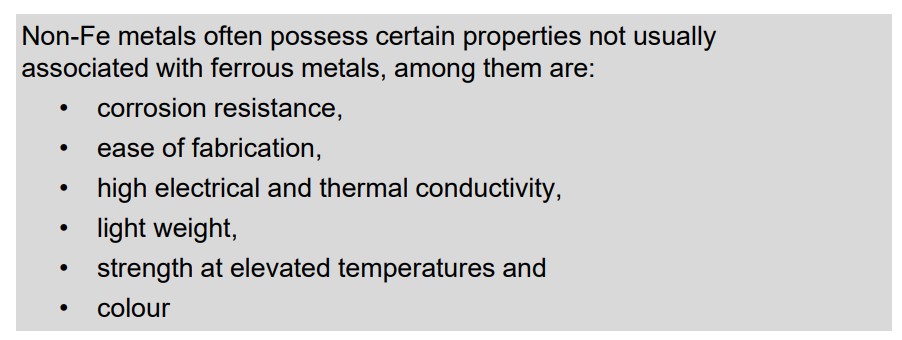 Non-Fe metals often possess certain properties not usually
associated with ferrous metals, among them are:
• corrosion resistance,
• ease of fabrication,
• high electrical and thermal conductivity,
• light weight,
• strength at elevated temperatures and
• colour